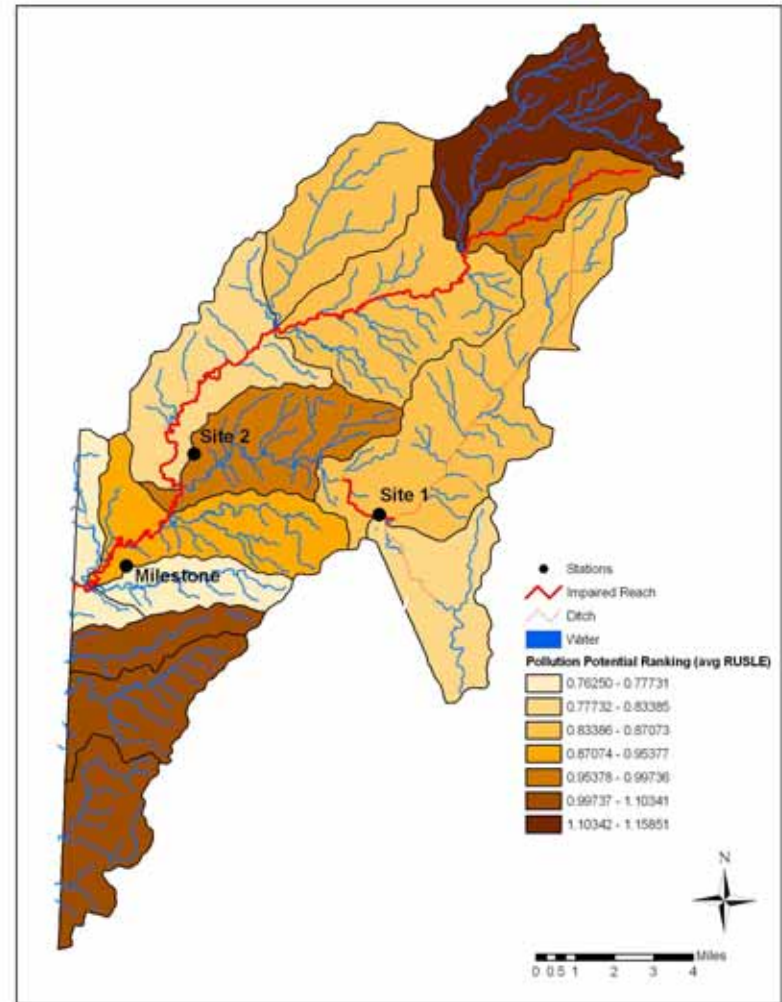 Site 2
Site 1
Milestone
Stations
Impaired Reach
Ditch
Water
Pollution Potential Ranking (avg RUSLE)
0.76250 - 0.77731
0.77732 - 0.83385
0.83386 - 0.87073
0.87074 - 0.95377
0.95378 - 0.99736
0.99737 - 1.10341
1.10342 - 1.15851
N
Miles
0 0.5 1 2 3 4